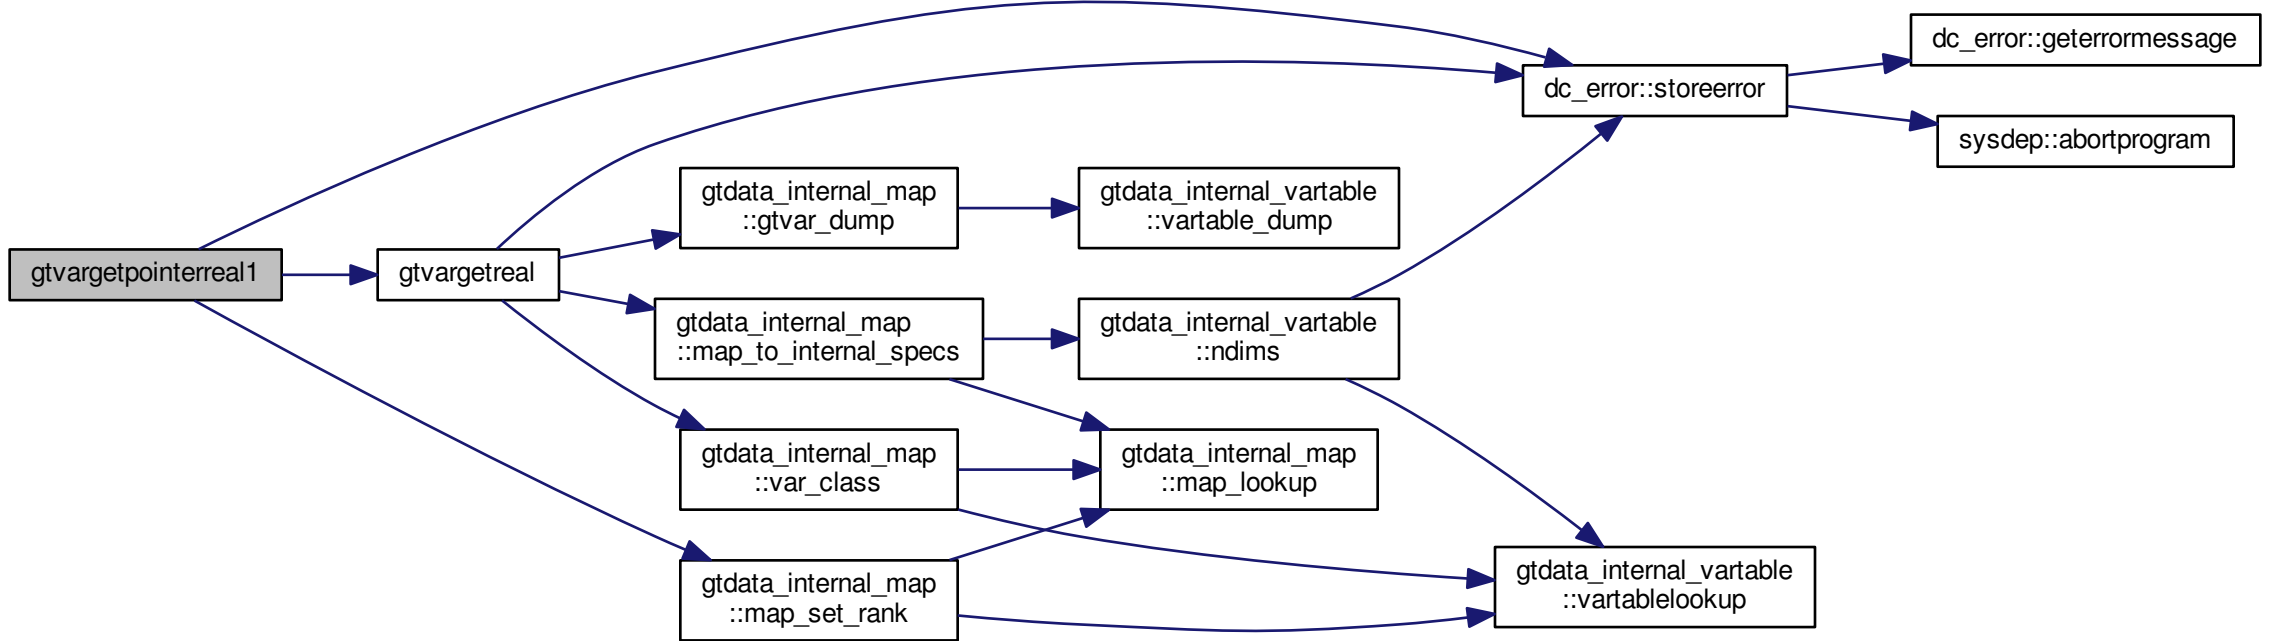 gtvargetpointerreal1
gtvargetreal
gtdata_internal_map
::gtvar_dump
gtdata_internal_map
::map_to_internal_specs
gtdata_internal_map
::var_class
gtdata_internal_map
::map_set_rank
gtdata_internal_vartable
::vartable_dump
gtdata_internal_vartable
::ndims
gtdata_internal_map
::map_lookup
dc_error::storeerror
gtdata_internal_vartable
::vartablelookup
dc_error::geterrormessage
sysdep::abortprogram